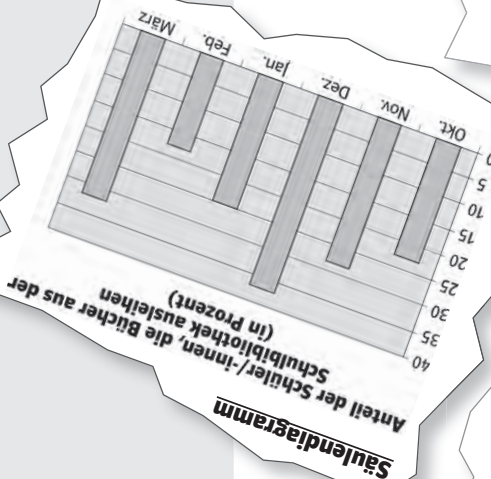 Säulendiagramm
Anteil der Schüler/-innen, die Bücher aus der
Schulbibliothek ausleihen
(in Prozent)
40
35
30
25
20
15
10
5
0
Okt.
Nov.
Dez.
Jan.
Feb.
März